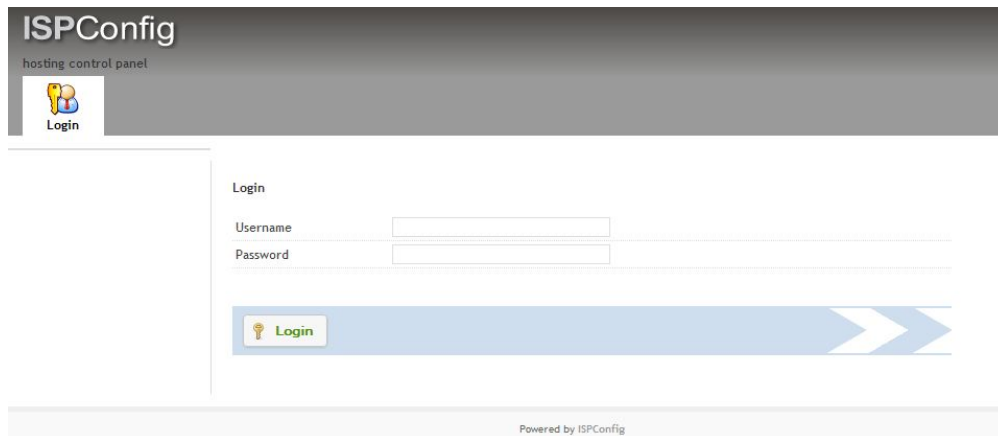 ISPConfig
hosting control panel
Login
Login
Username
Password
Login
Powered by ISPConfig